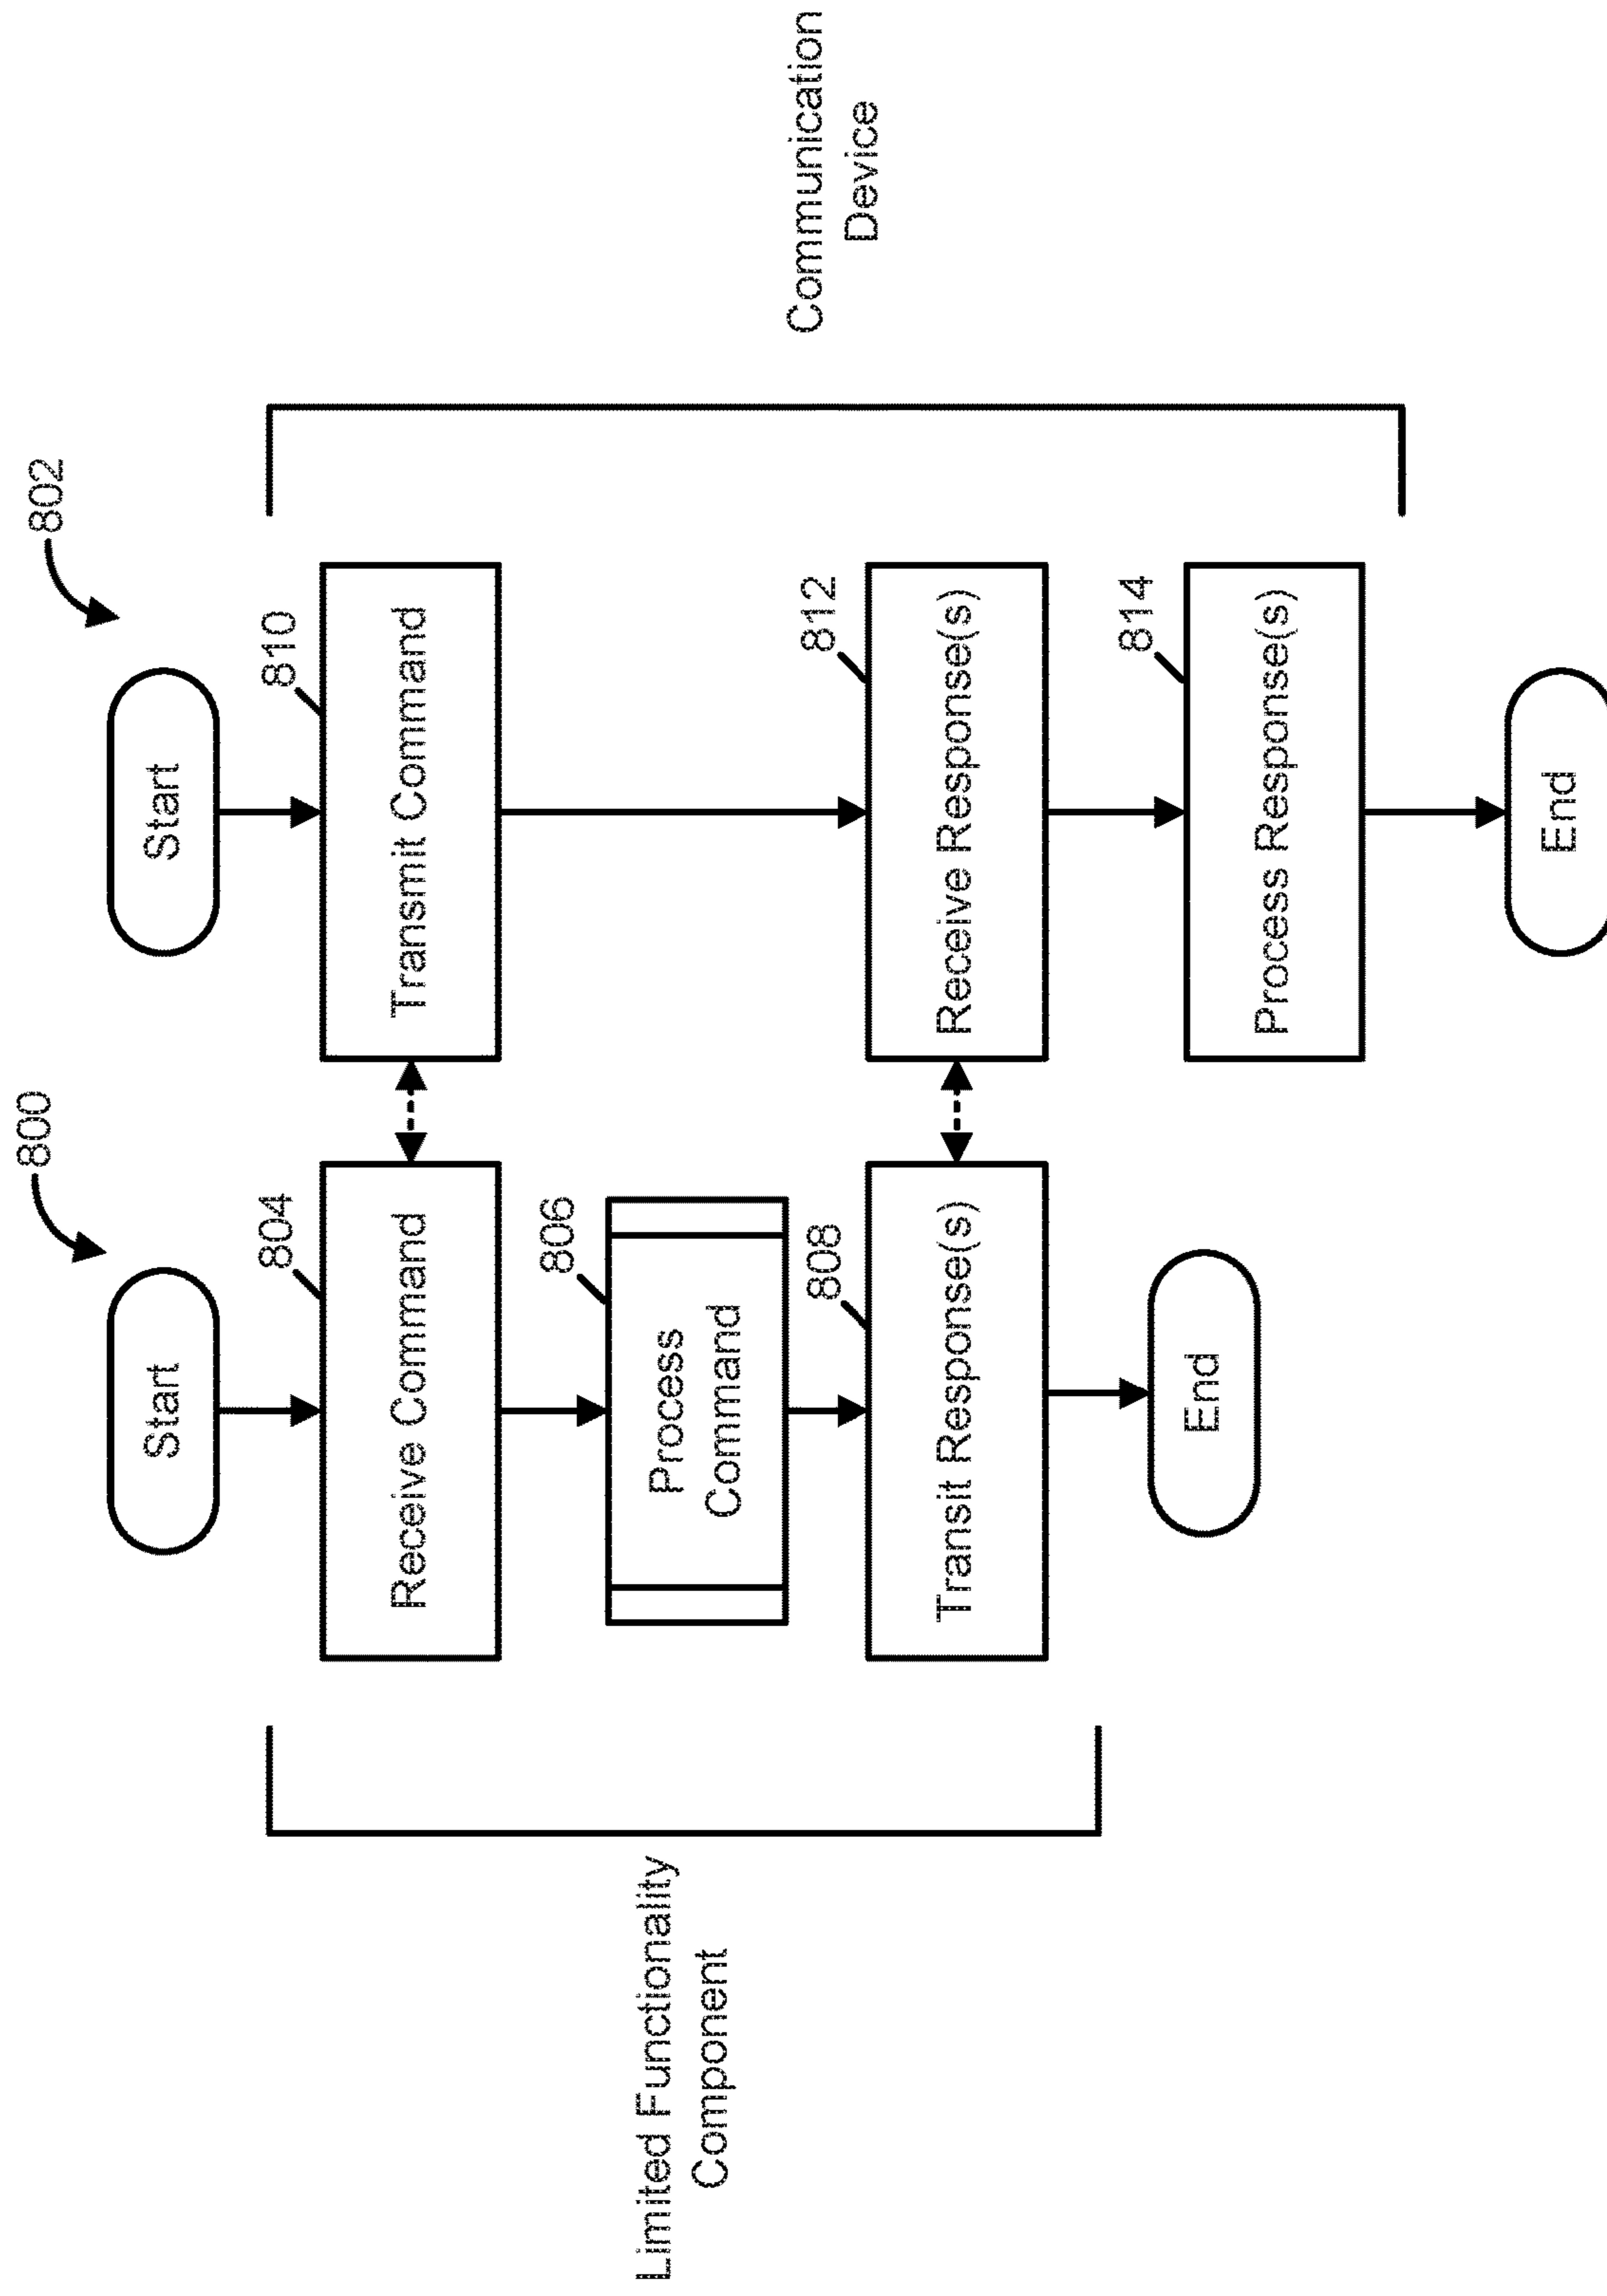 800
Start
804
Receive Command
806
Process
Command
808
Transit Response(s)
End
Limited Functionality
Component
802
Start
810
Transmit Command
812
Receive Response(s)
814
Process Response(s)
End
Communication
Device